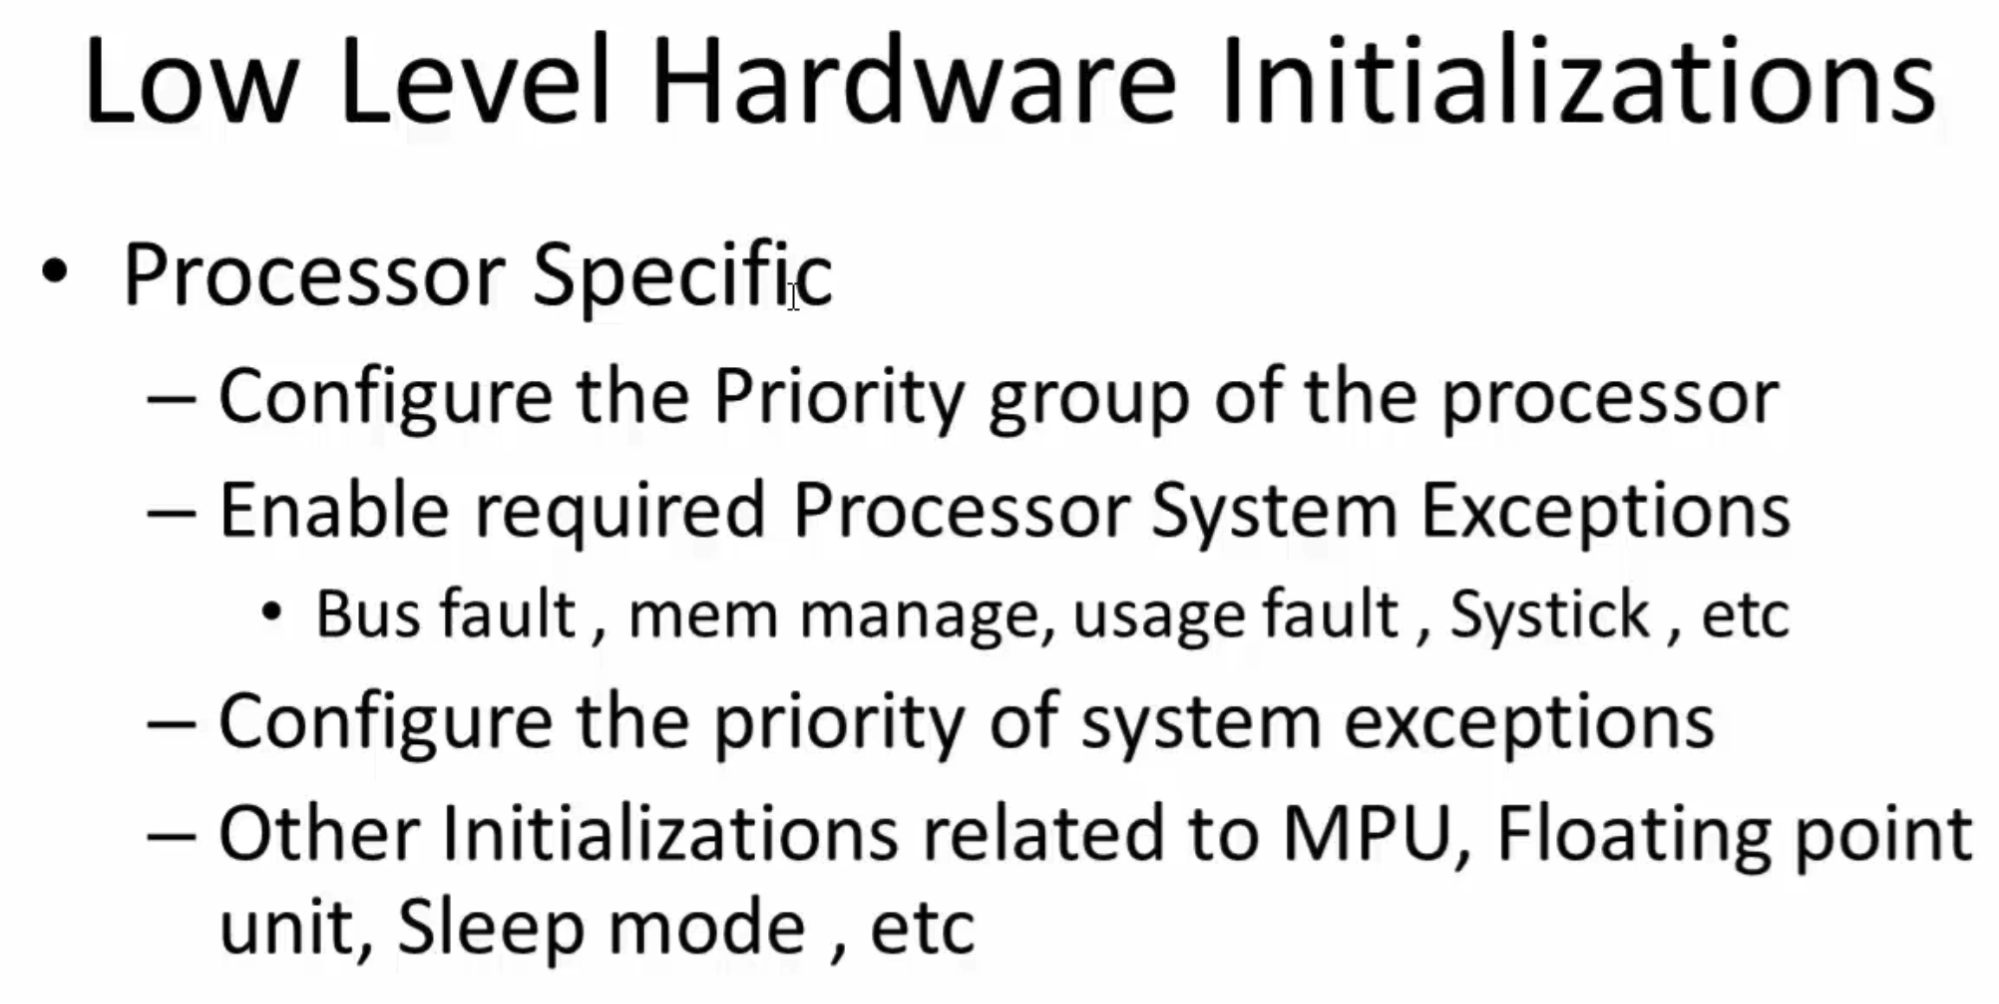 Low Level Hardware Initializations
• Processor Specific
– Configure the Priority group of the processor
– Enable required Processor System Exceptions
• Bus fault , mem manage, usage fault , Systick , etc
– Configure the priority of system exceptions
– Other Initializations related to MPU, Floating point
unit, Sleep mode , etc